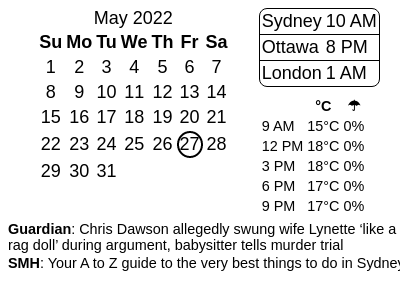 May 2022
Su Mo Tu We Th Fr Sa
1 2 3 4 5 6 7
8 9 10 11 12 13 14
15 16 17 18 19 20 21
22 23 24 25 26 27 28
29 30 31
Sydney 10 AM
Ottawa 8 PM
London 1 AM
°C ☂
9 AM 15°C 0%
12 PM 18°C 0%
3 PM 18°C 0%
6 PM 17°C 0%
9 PM 17°C 0%
Guardian: Chris Dawson allegedly swung wife Lynette ‘like a
rag doll’ during argument, babysitter tells murder trial
SMH: Your A to Z guide to the very best things to do in Sydney